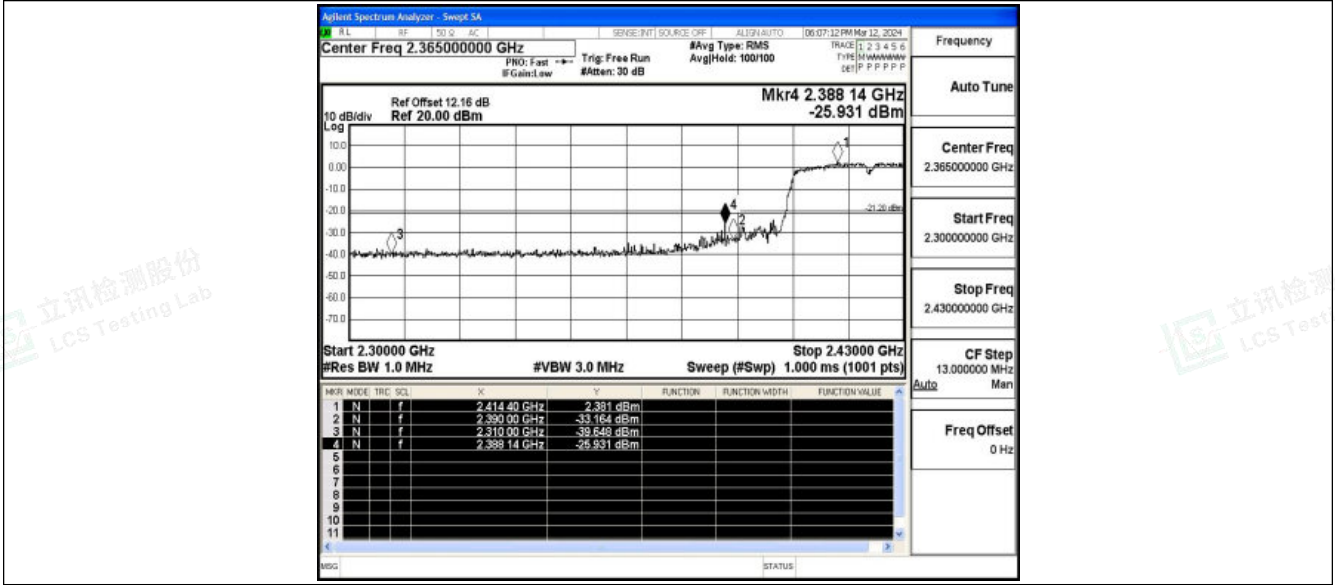 Agilent Spectrum Analyzer - Swept SA
RL RF 50 Ω AC SENSE:INT SOURCE OFF ALIGN AUTO 06:07:12 PM Mar 12, 2024
Center Freq 2.365000000 GHz
PNO: Fast
IFGain:Low
Trig: Free Run
#Atten: 30 dB
#Avg Type: RMS
Avg|Hold: 100/100
TRACE 1 2 3 4 5 6
TYPE M W W W W W
DET P P P P P P
Frequency
Auto Tune
Center Freq
2.365000000 GHz
Start Freq
2.300000000 GHz
Stop Freq
2.430000000 GHz
CF Step
13.000000 MHz
Auto Man
Freq Offset
0 Hz
Mkr4 2.388 14 GHz
-25.931 dBm
Ref Offset 12.16 dB
10 dB/div Ref 20.00 dBm
Log
10.0
0.00
-10.0
-20.0
-30.0
-40.0
-50.0
-60.0
-70.0
1
4
2
3
-21.20 dBm
Start 2.30000 GHz Stop 2.43000 GHz
#Res BW 1.0 MHz #VBW 3.0 MHz Sweep (#Swp) 1.000 ms (1001 pts)
MKR MODE TRC SCL X Y FUNCTION FUNCTION WIDTH FUNCTION VALUE
1 N f 2.414 40 GHz 2.381 dBm
2 N f 2.390 00 GHz -33.164 dBm
3 N f 2.310 00 GHz -39.648 dBm
4 N f 2.388 14 GHz -25.931 dBm
5
6
7
8
9
10
11
MSG STATUS
立讯检测股份
LCS Testing Lab
立讯检测
LCS Test